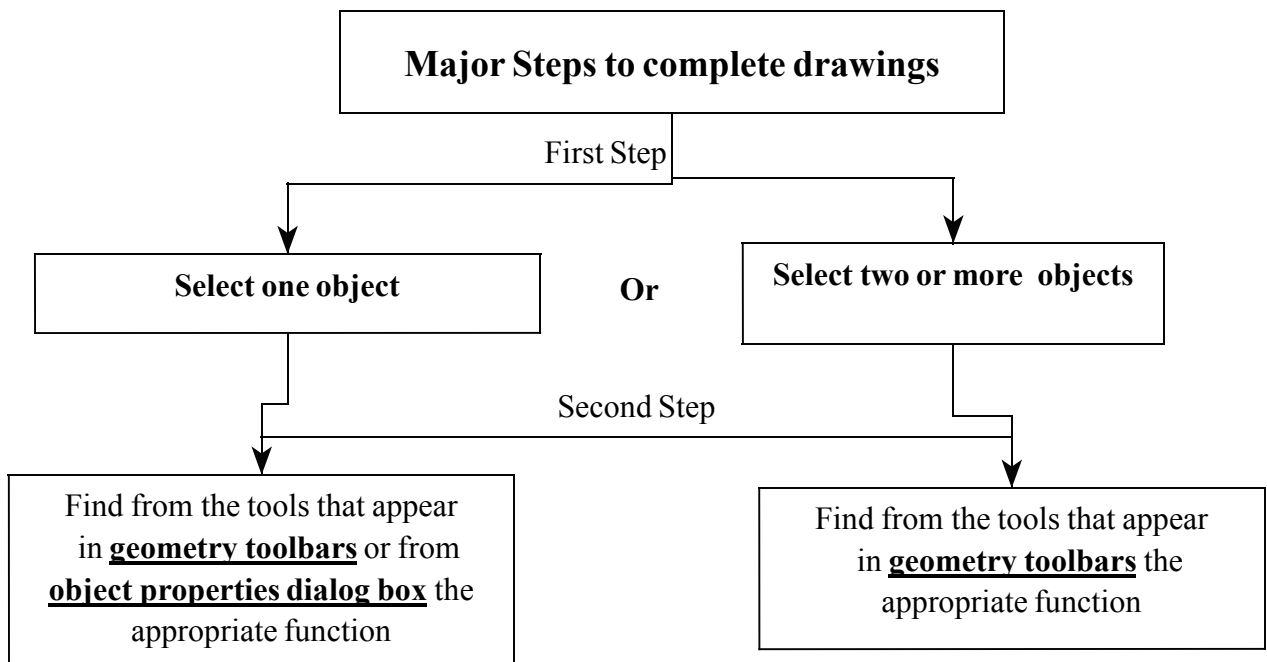 Major Steps to complete drawings
First Step
Select one object
Or
Select two or more objects
Second Step
Find from the tools that appear
in geometry toolbars or from
object properties dialog box the
appropriate function
Find from the tools that appear
in geometry toolbars the
appropriate function